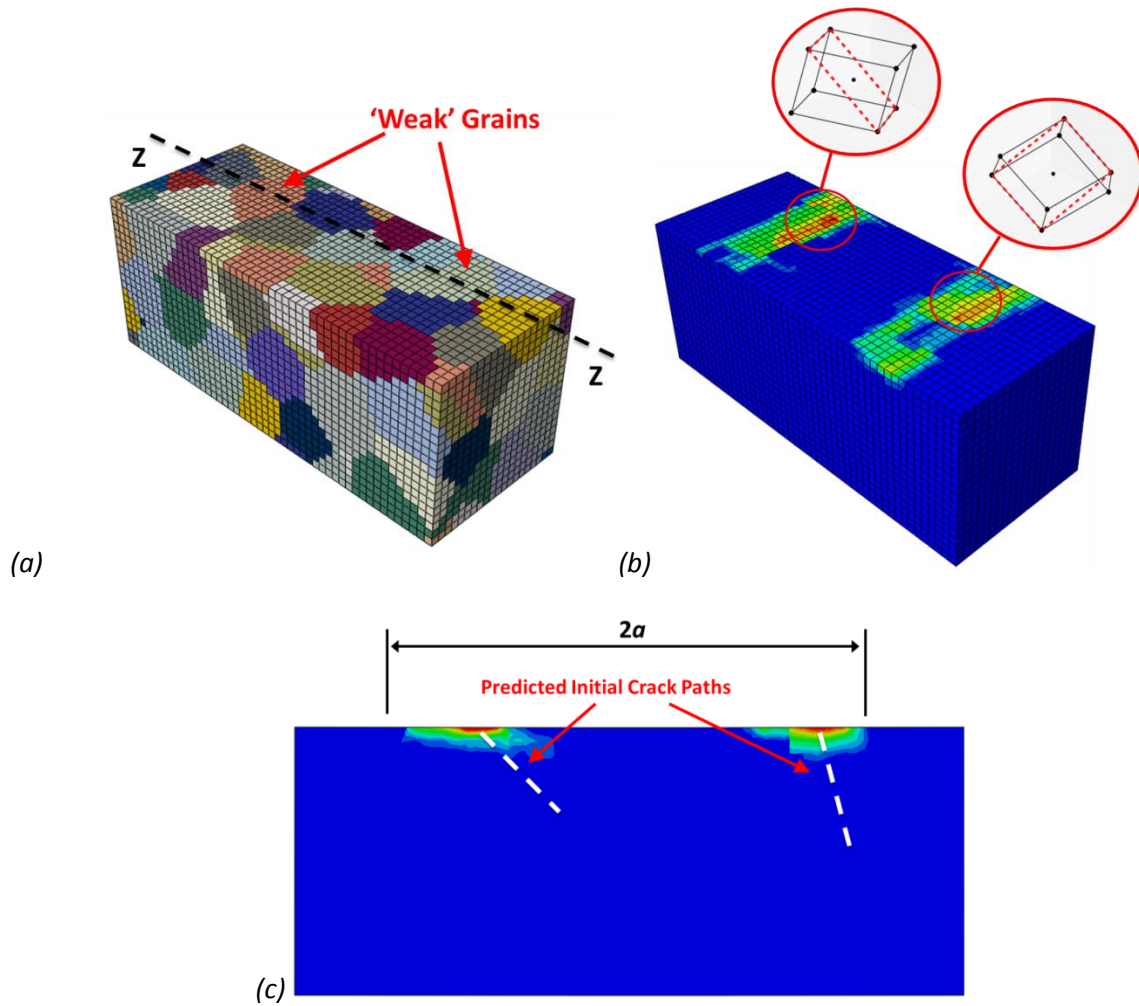 'Weak' Grains
Z
Z
(a)
(b)
2a
Predicted Initial Crack Paths
(c)